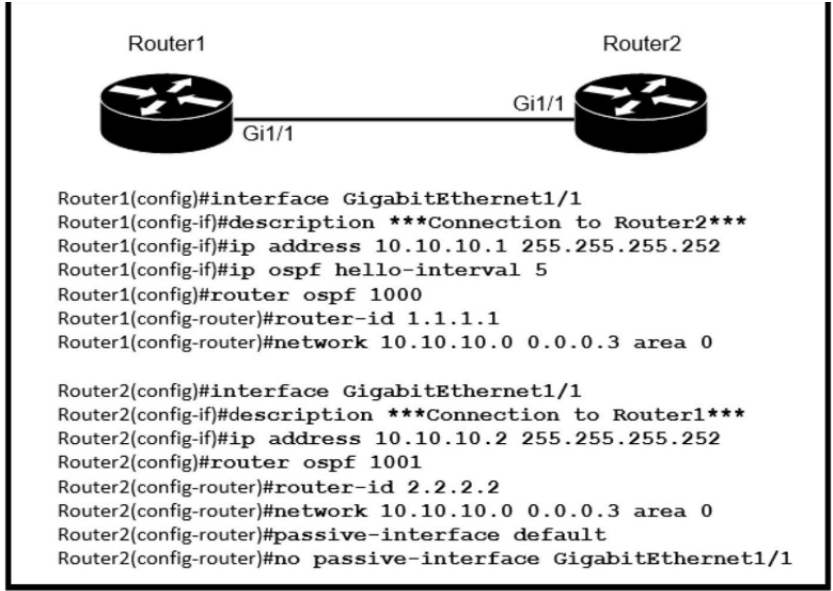 Router1
Router2
Gi1/1
Gi1/1
Router1(config)#interface GigabitEthernet1/1
Router1(config-if)#description ***Connection to Router2***
Router1(config-if)#ip address 10.10.10.1 255.255.255.252
Router1(config-if)#ip ospf hello-interval 5
Router1(config)#router ospf 1000
Router1(config-router)#router-id 1.1.1.1
Router1(config-router)#network 10.10.10.0 0.0.0.3 area 0
Router2(config)#interface GigabitEthernet1/1
Router2(config-if)#description ***Connection to Router1***
Router2(config-if)#ip address 10.10.10.2 255.255.255.252
Router2(config)#router ospf 1001
Router2(config-router)#router-id 2.2.2.2
Router2(config-router)#network 10.10.10.0 0.0.0.3 area 0
Router2(config-router)#passive-interface default
Router2(config-router)#no passive-interface GigabitEthernet1/1